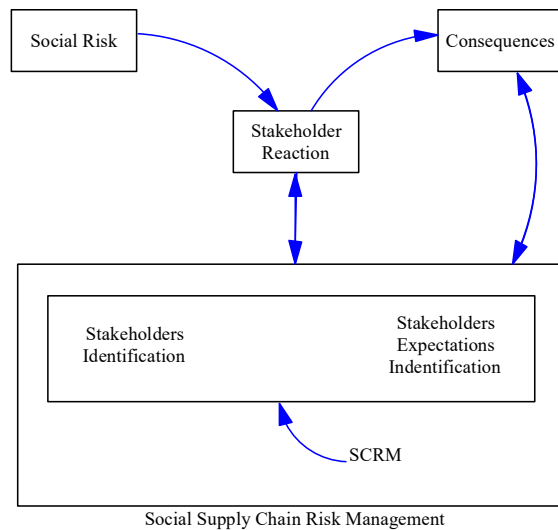 Social Risk
Consequences
Stakeholder
Reaction
Stakeholders
Identification
Stakeholders
Expectations
Indentification
SCRM
Social Supply Chain Risk Management